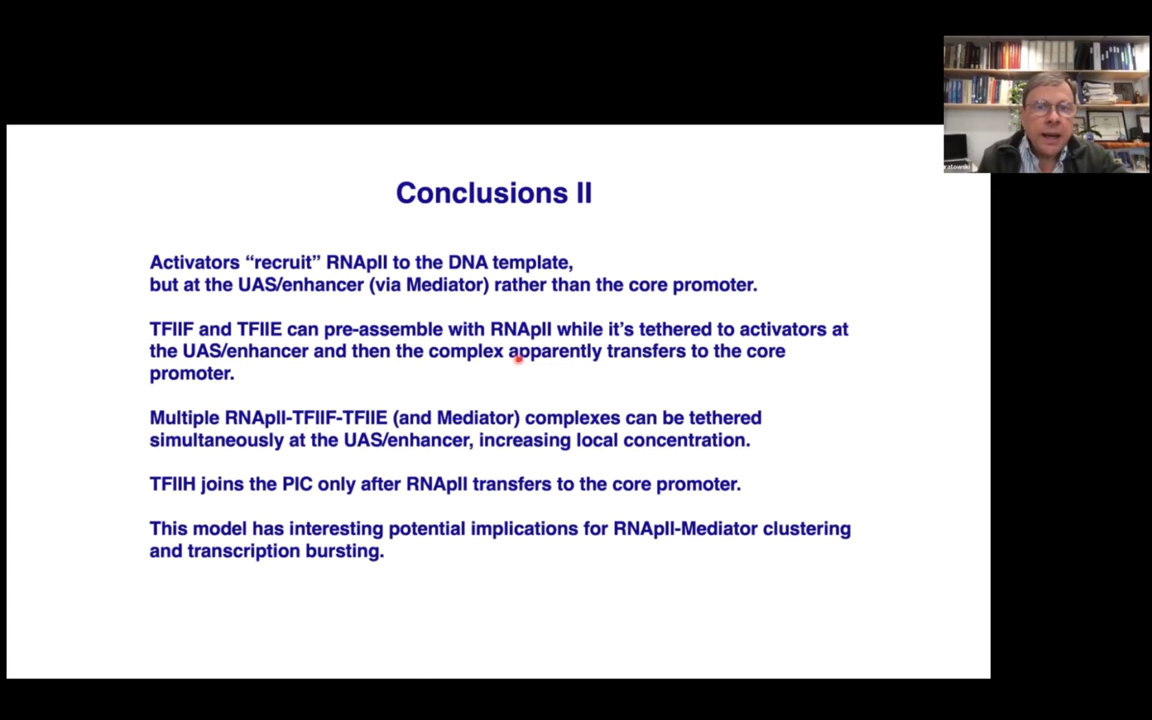 Conclusions II
Activators “recruit” RNApII to the DNA template,
but at the UAS/enhancer (via Mediator) rather than the core promoter.
TFIIF and TFIIE can pre-assemble with RNApII while it’s tethered to activators at
the UAS/enhancer and then the complex apparently transfers to the core
promoter.
Multiple RNApII-TFIIF-TFIIE (and Mediator) complexes can be tethered
simultaneously at the UAS/enhancer, increasing local concentration.
TFIIH joins the PIC only after RNApII transfers to the core promoter.
This model has interesting potential implications for RNApII-Mediator clustering
and transcription bursting.